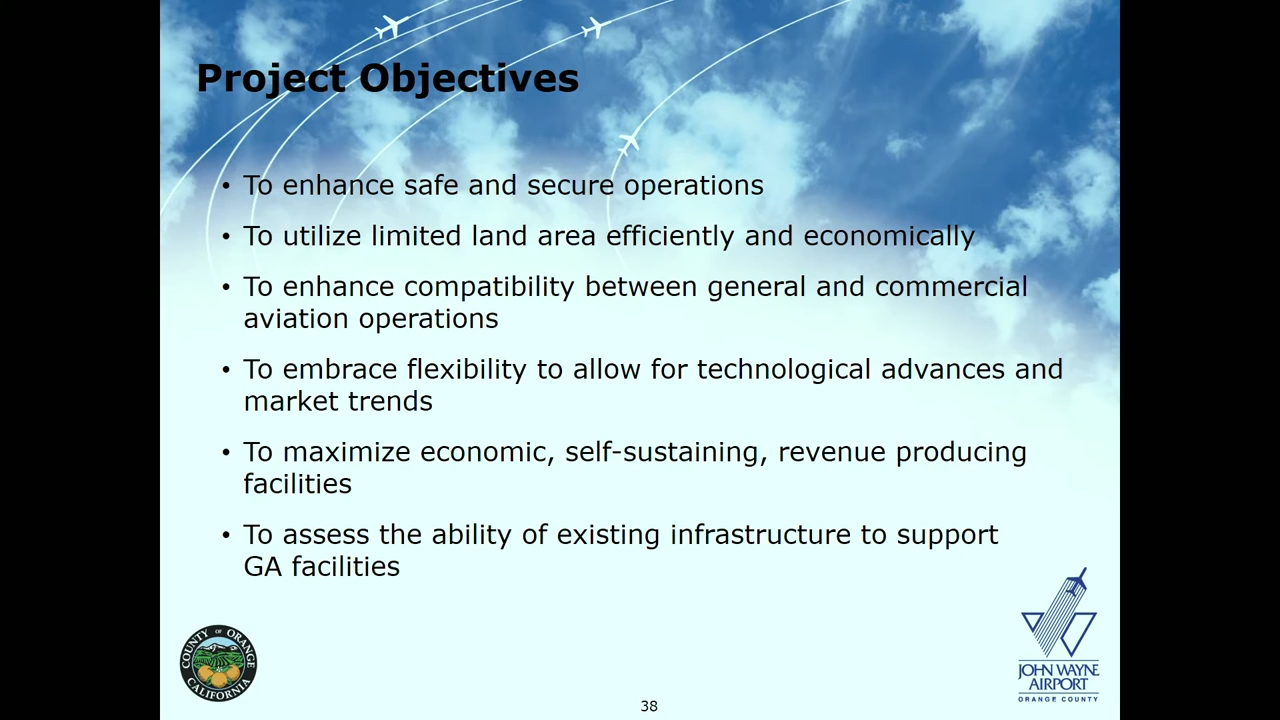 Project Objectives
• To enhance safe and secure operations
• To utilize limited land area efficiently and economically
• To enhance compatibility between general and commercial
aviation operations
• To embrace flexibility to allow for technological advances and
market trends
• To maximize economic, self-sustaining, revenue producing
facilities
• To assess the ability of existing infrastructure to support
GA facilities
COUNTY OF ORANGE
CALIFORNIA
JOHN WAYNE
AIRPORT
ORANGE COUNTY
38